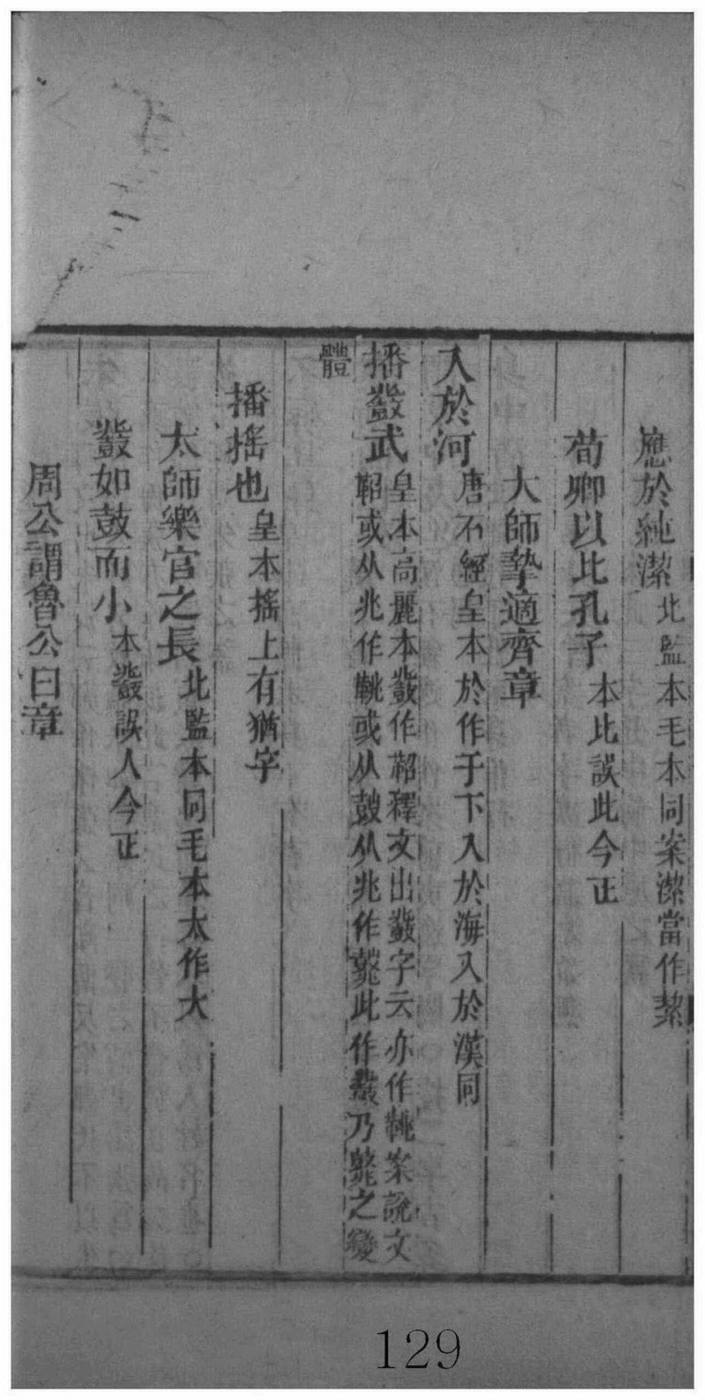 應於純潔北監本毛本同案潔當作絜
荀卿以比孔子本比誤此今正
大師摯適齊章
入於河唐石經皇本於作于下入於海入於漢同
播鼗武皇本高麗本鼗作鞉釋文出鼗字云亦作鞉案說文
鞀或从兆作鞉或从鼓从兆作鼗此作鼗乃鼗之變
體
播搖也皇本搖上有猶字
太師樂官之長北監本同毛本太作大
鼗如鼓而小本鼗誤人今正
周公謂魯公曰章
129